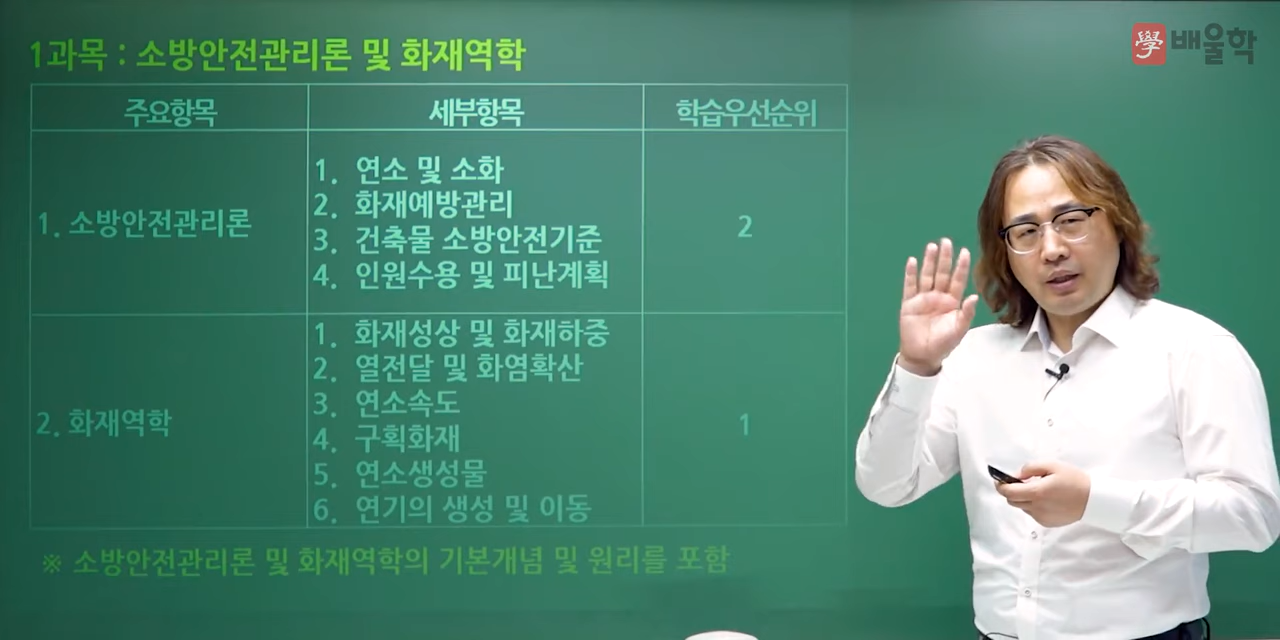 學 배울학
1과목 : 소방안전관리론 및 화재역학
주요항목 세부항목 학습우선순위
1. 소방안전관리론
1. 연소 및 소화
2. 화재예방관리
3. 건축물 소방안전기준
4. 인원수용 및 피난계획
2
2. 화재역학
1. 화재성상 및 화재하중
2. 열전달 및 화염확산
3. 연소속도
4. 구획화재
5. 연소생성물
6. 연기의 생성 및 이동
1
※ 소방안전관리론 및 화재역학의 기본개념 및 원리를 포함